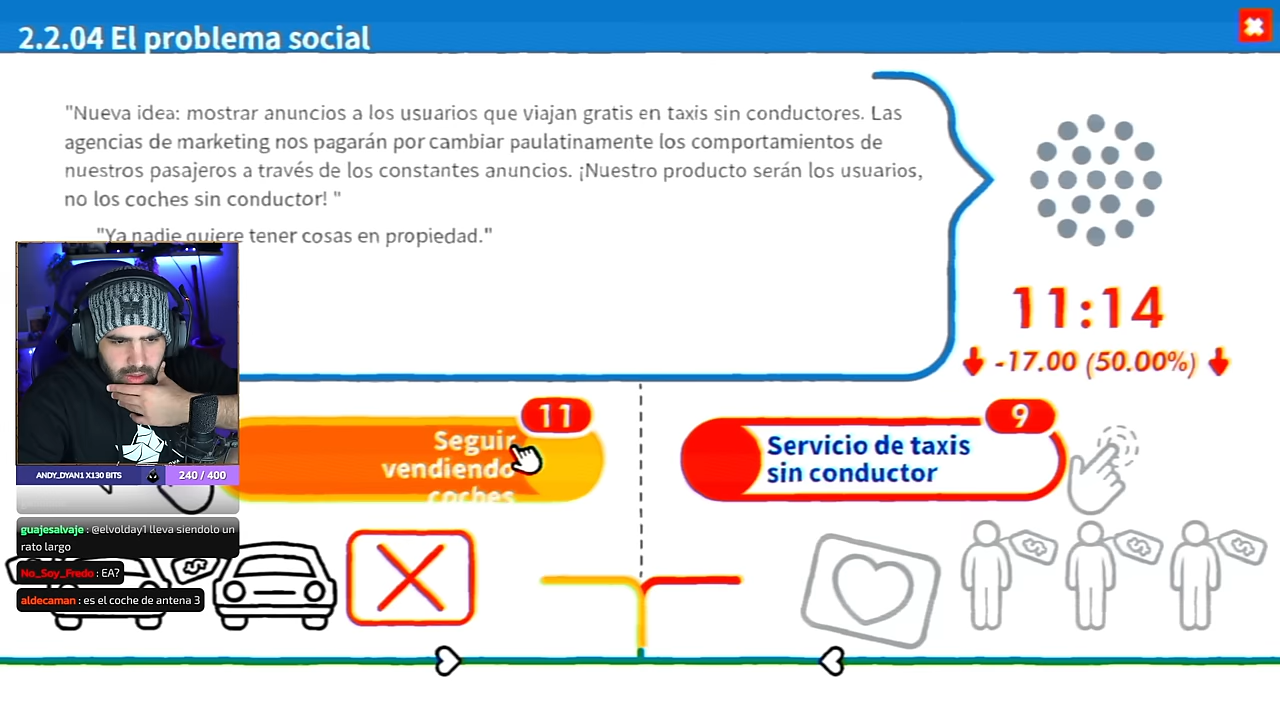 2.2.04 El problema social
"Nueva idea: mostrar anuncios a los usuarios que viajan gratis en taxis sin conductores. Las
agencias de marketing nos pagarán por cambiar paulatinamente los comportamientos de
nuestros pasajeros a través de los constantes anuncios. ¡Nuestro producto serán los usuarios,
no los coches sin conductor! "
"Ya nadie quiere tener cosas en propiedad."
11:14
-17.00 (50.00%)
11
Seguir
vendiendo
coches
9
Servicio de taxis
sin conductor
ANDY_DYAN1 X130 BITS
240 / 400
guajesalvaje : @elvolday1 lleva siendolo un
rato largo
No_Soy_Fredo : EA?
aldecaman : es el coche de antena 3